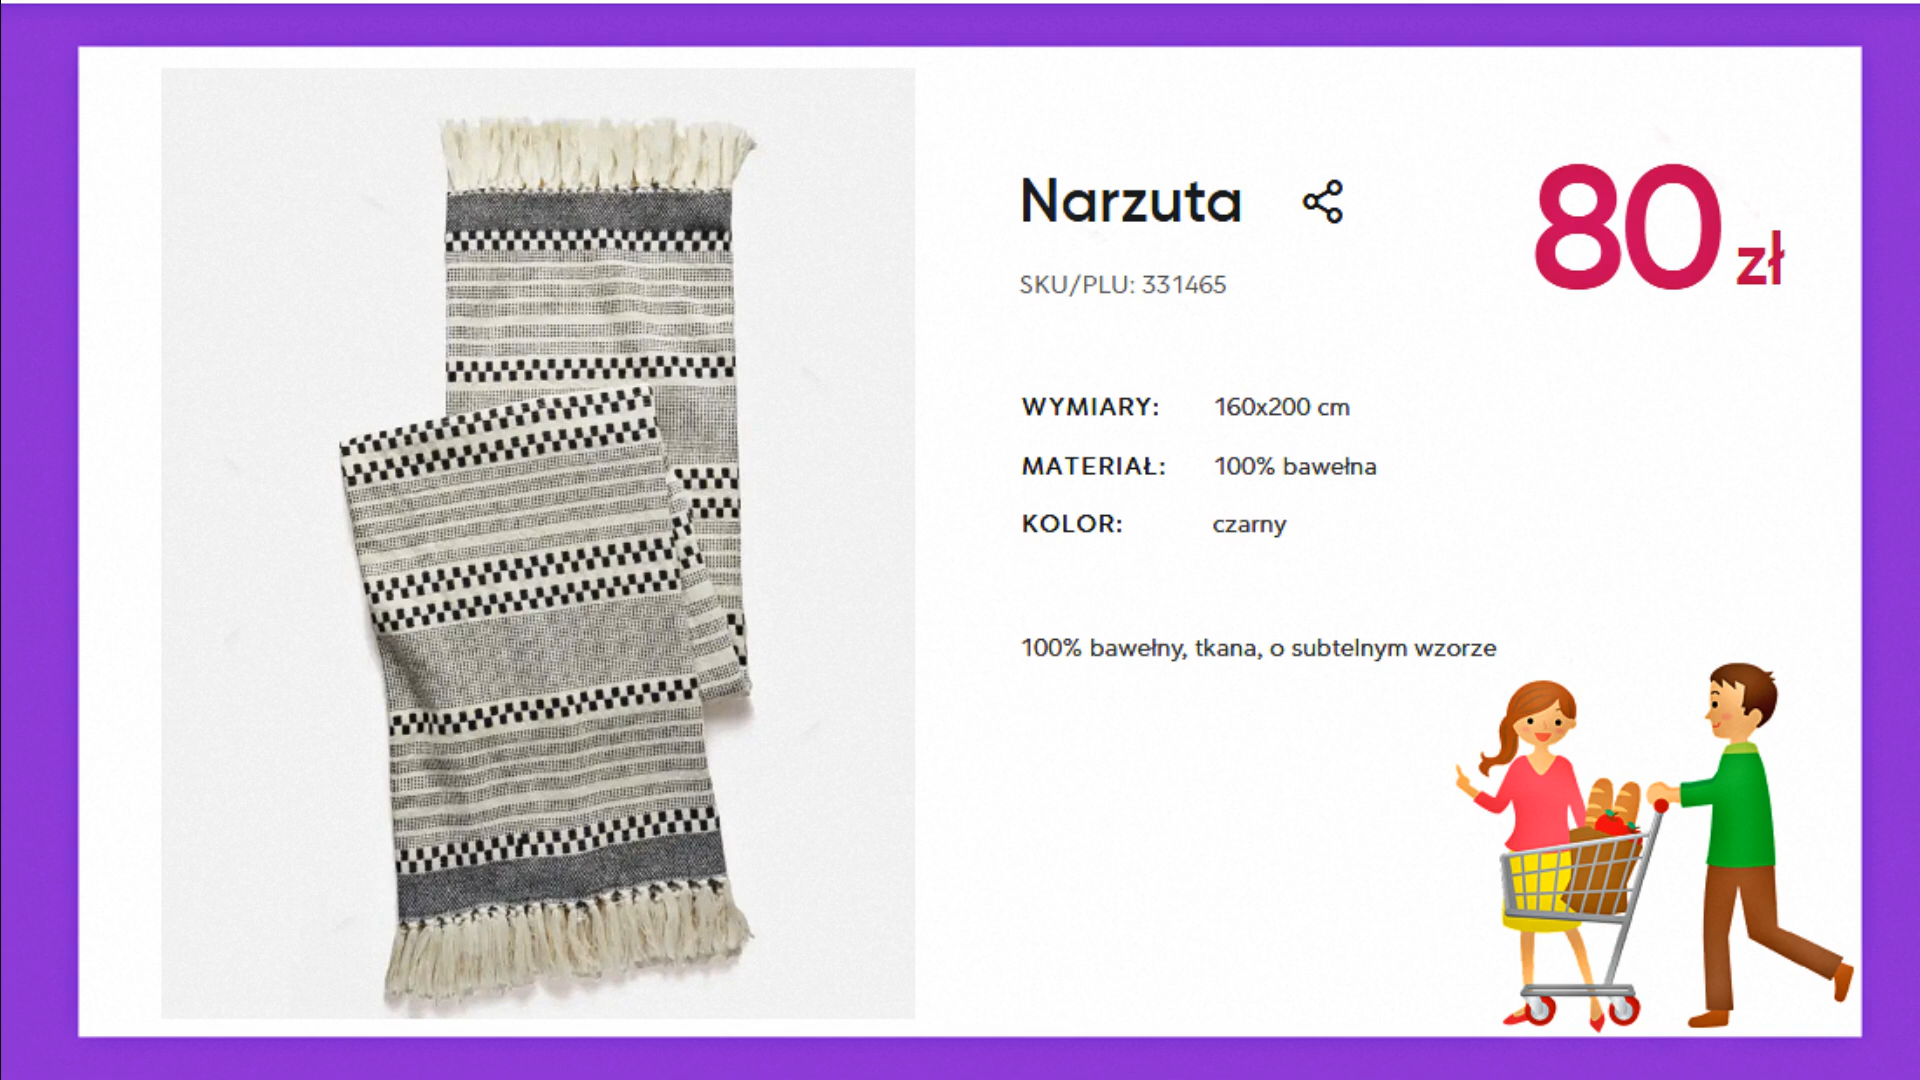 Narzuta
80 zł
SKU/PLU: 331465
WYMIARY: 160x200 cm
MATERIAŁ: 100% bawełna
KOLOR: czarny
100% bawełny, tkana, o subtelnym wzorze